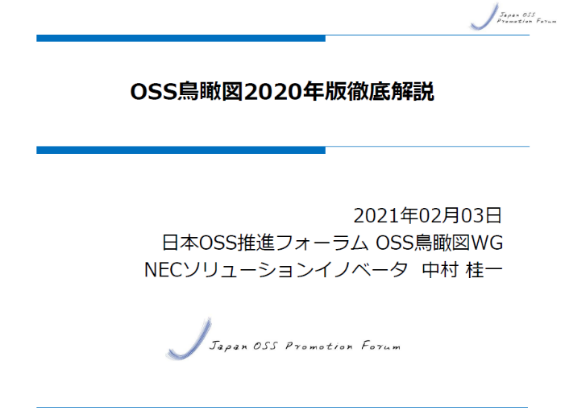 Japan OSS
Promotion Forum
OSS鳥瞰図2020年版徹底解説
2021年02月03日
日本OSS推進フォーラム OSS鳥瞰図WG
NECソリューションイノベータ 中村 桂一
Japan OSS Promotion Forum